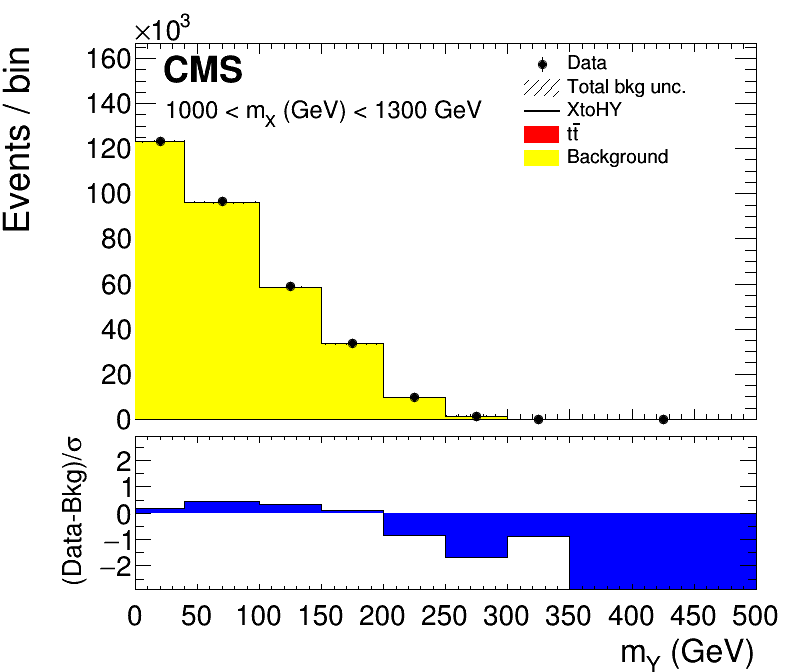 ×10³
Events / bin
160
140
120
100
80
60
40
20
0
CMS
1000 < m_X (GeV) < 1300 GeV
Data
Total bkg unc.
XtoHY
tt̄
Background
(Data-Bkg)/σ
2
1
0
−1
−2
0 50 100 150 200 250 300 350 400 450 500
m_Y (GeV)